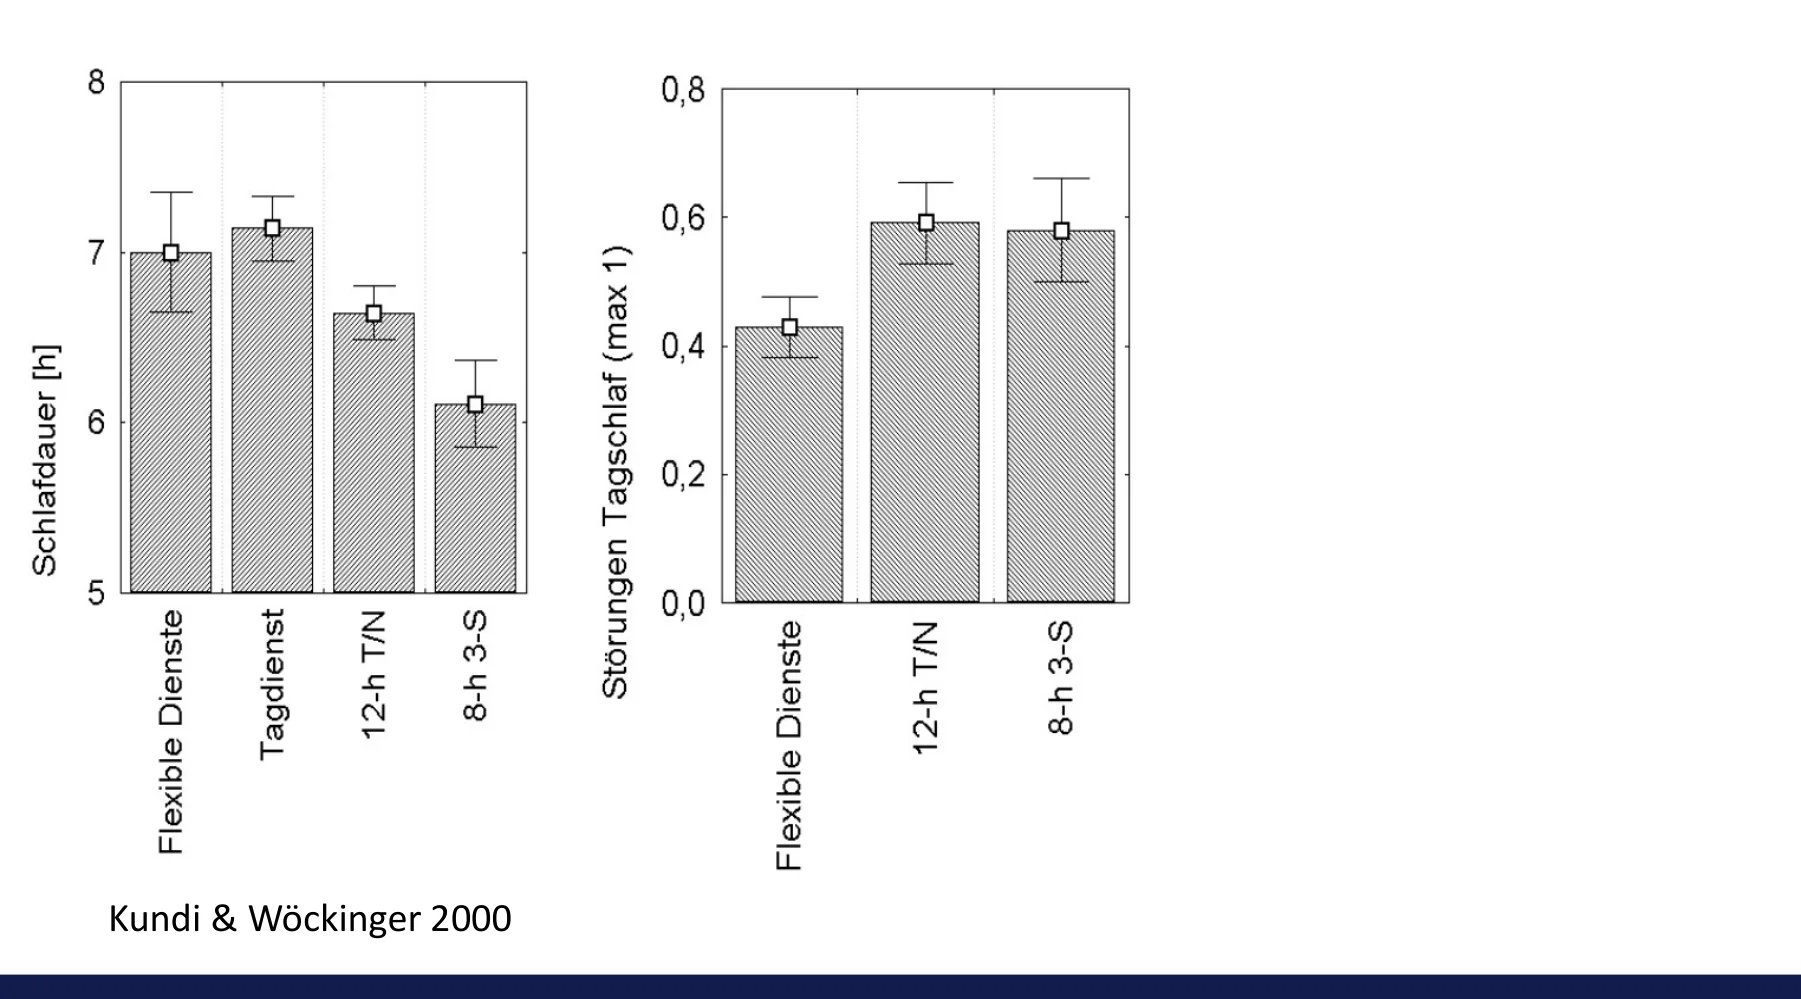 Schlafdauer [h]
8
7
6
5
Flexible Dienste
Tagdienst
12-h T/N
8-h 3-S
Störungen Tagschlaf (max 1)
0,8
0,6
0,4
0,2
0,0
Flexible Dienste
12-h T/N
8-h 3-S
Kundi & Wöckinger 2000